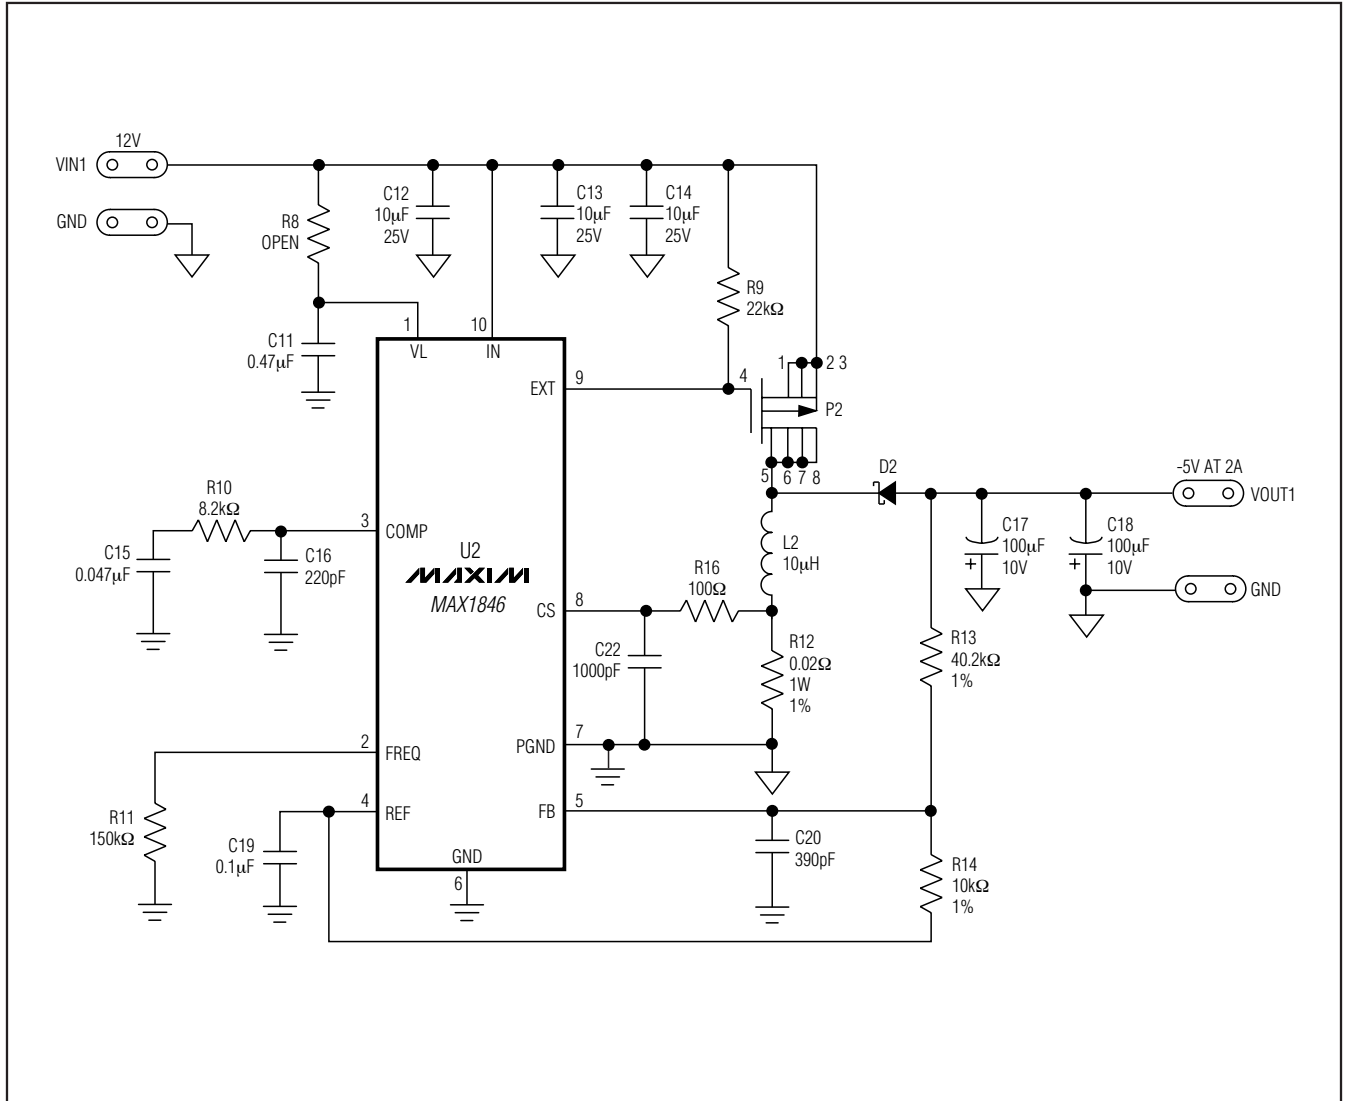 12V
VIN1
GND
R8
OPEN
C12
10µF
25V
C13
10µF
25V
C14
10µF
25V
R9
22kΩ
C11
0.47µF
1
VL
10
IN
EXT
9
4
1
2 3
P2
5 6 7 8
D2
-5V AT 2A
VOUT1
R10
8.2kΩ
C15
0.047µF
C16
220pF
3
COMP
U2
MAXIM
MAX1846
L2
10µH
R16
100Ω
CS
8
C22
1000pF
R12
0.02Ω
1W
1%
C17
100µF
10V
+
C18
100µF
10V
+
GND
R13
40.2kΩ
1%
PGND
7
2
FREQ
R11
150kΩ
4
REF
C19
0.1µF
FB
5
C20
390pF
GND
6
R14
10kΩ
1%